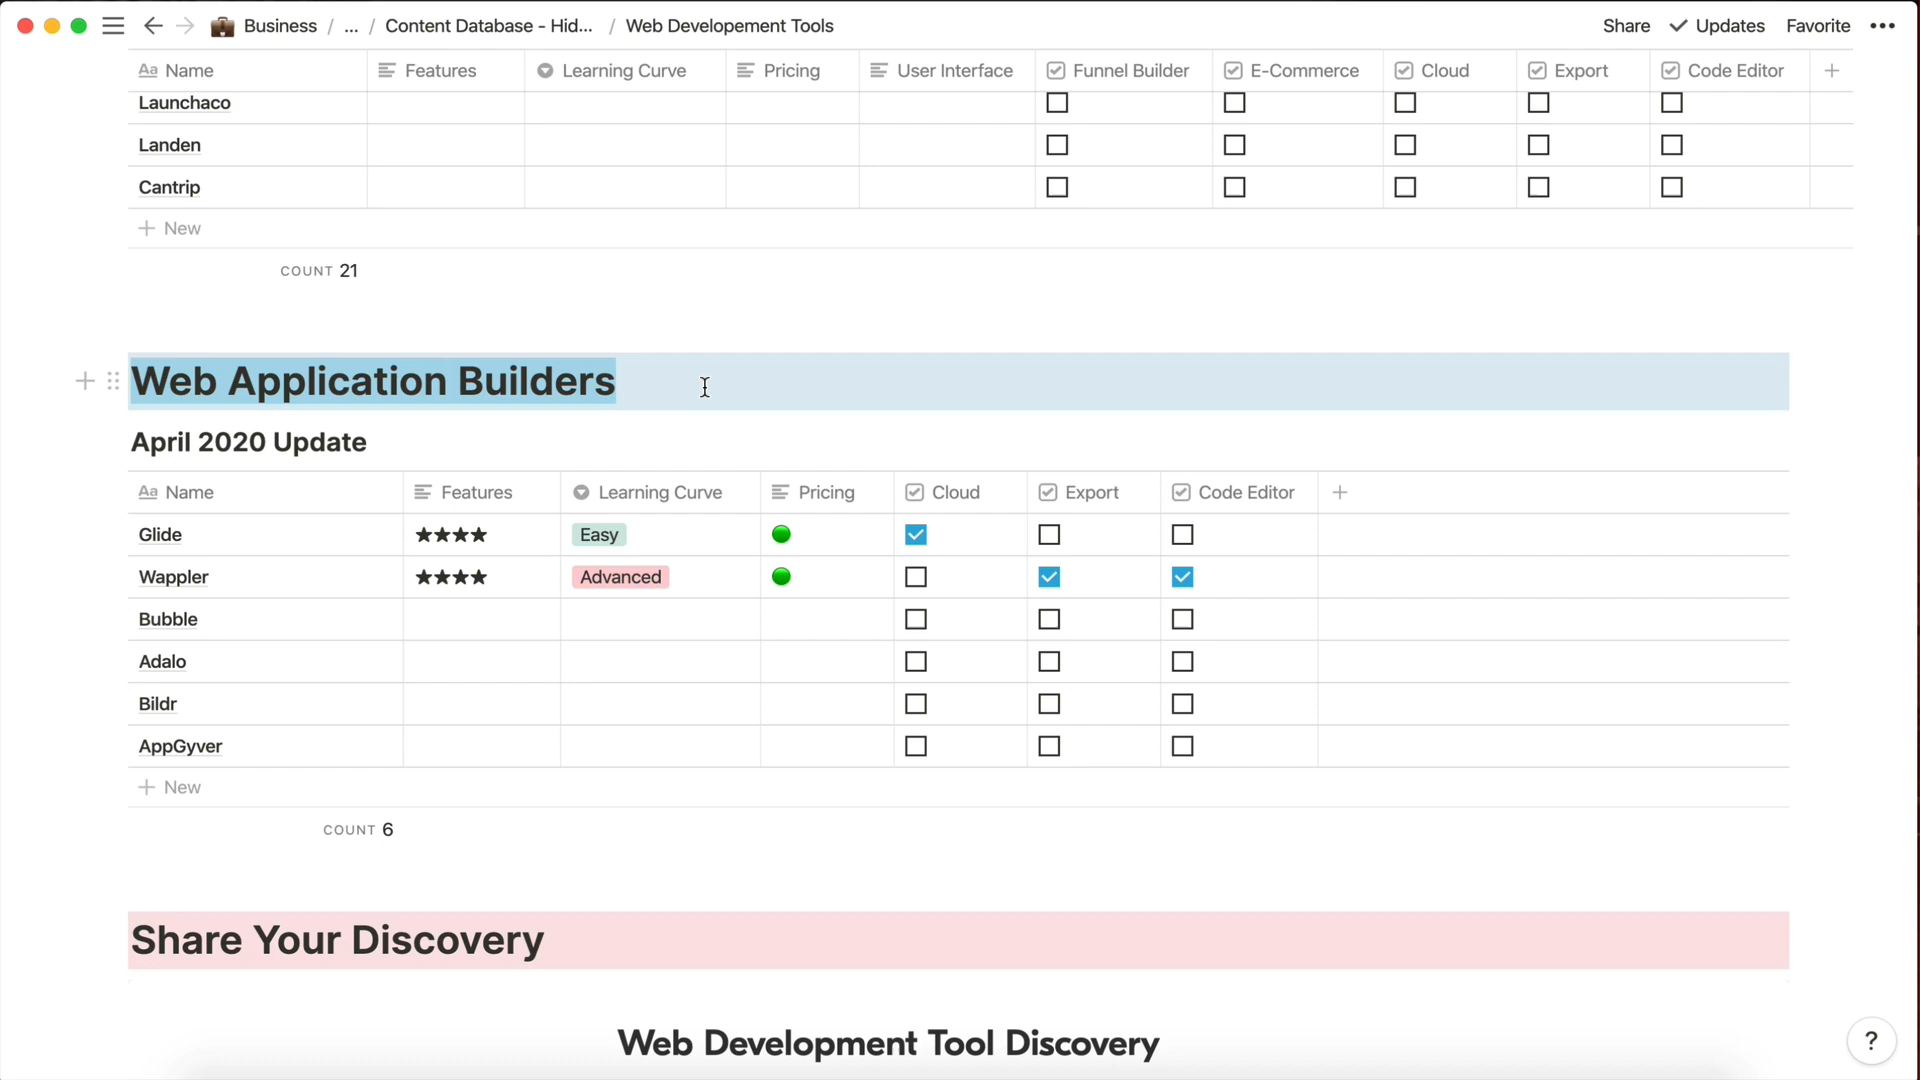 Business / ... / Content Database - Hid... / Web Developement Tools Share Updates Favorite •••
Aa Name Features Learning Curve Pricing User Interface Funnel Builder E-Commerce Cloud Export Code Editor +
Launchaco
Landen
Cantrip
+ New
COUNT 21
Web Application Builders
April 2020 Update
Aa Name Features Learning Curve Pricing Cloud Export Code Editor +
Glide ★★★★ Easy
Wappler ★★★★ Advanced
Bubble
Adalo
Bildr
AppGyver
+ New
COUNT 6
Share Your Discovery
Web Development Tool Discovery
?